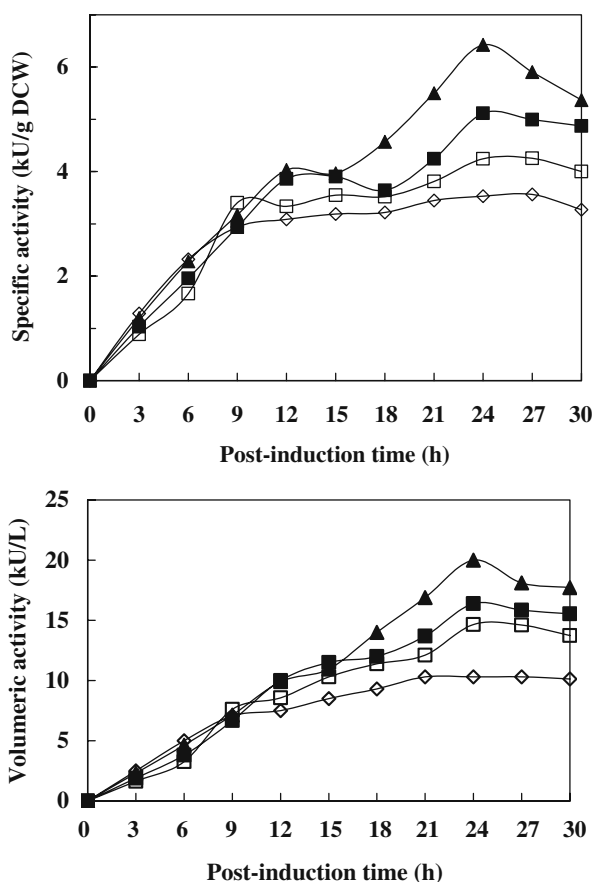 Specific activity (kU/g DCW)
6
4
2
0
0 3 6 9 12 15 18 21 24 27 30
Post-induction time (h)
Volumeric activity (kU/L)
25
20
15
10
5
0
0 3 6 9 12 15 18 21 24 27 30
Post-induction time (h)